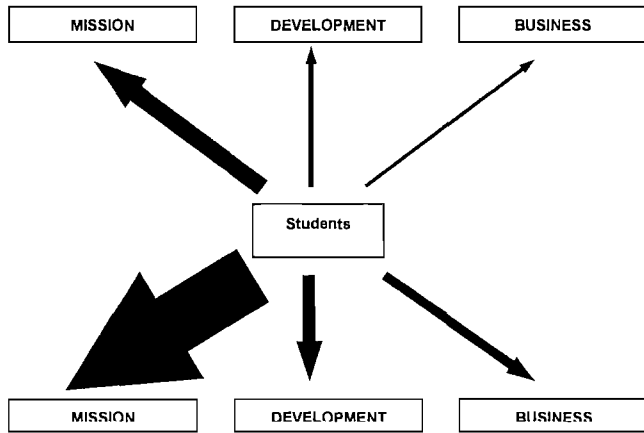 MISSION
DEVELOPMENT
BUSINESS
Students
MISSION
DEVELOPMENT
BUSINESS